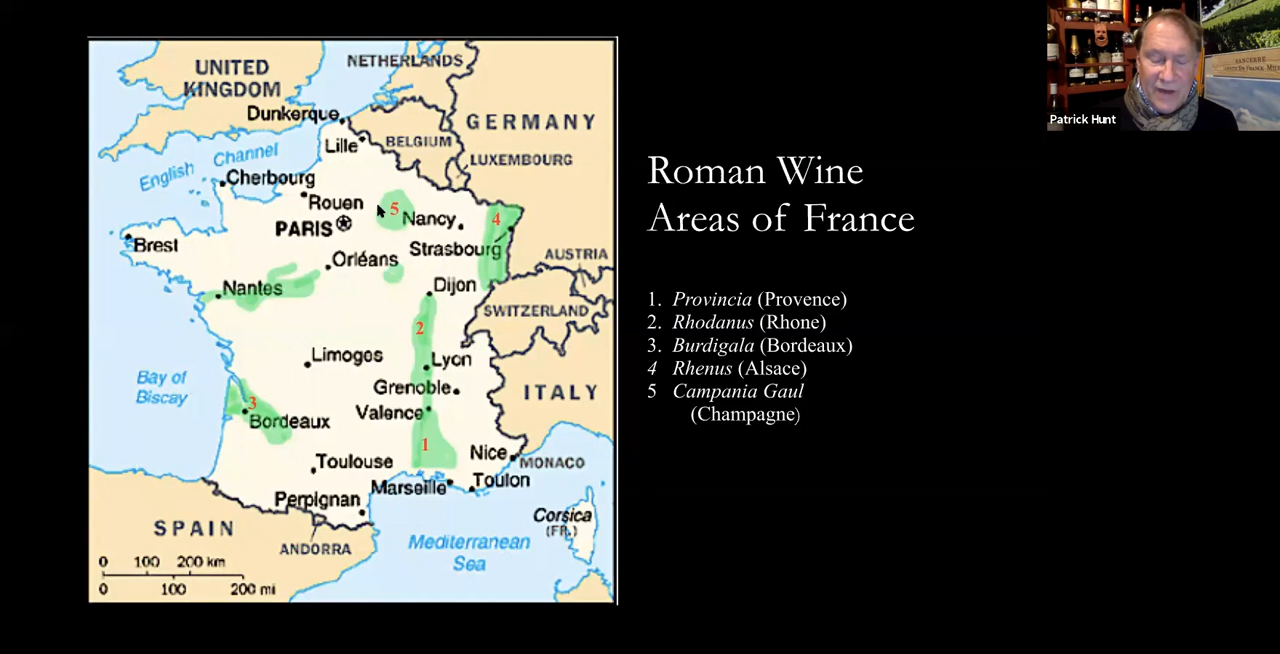 UNITED
KINGDOM
NETHERLANDS
Dunkerque
GERMANY
Lille
BELGIUM
LUXEMBOURG
English Channel
Cherbourg
Rouen
5
Nancy
4
PARIS
Strasbourg
Brest
Orléans
AUSTRIA
Nantes
Dijon
SWITZERLAND
2
Limoges
Lyon
Bay of
Biscay
Grenoble
ITALY
3
Bordeaux
Valence
1
Toulouse
Nice
MONACO
Marseille
Toulon
Perpignan
SPAIN
ANDORRA
Corsica
(FR.)
Mediterranean
Sea
0 100 200 km
0 100 200 mi
Roman Wine
Areas of France
1. Provincia (Provence)
2. Rhodanus (Rhone)
3. Burdigala (Bordeaux)
4 Rhenus (Alsace)
5 Campania Gaul
(Champagne)
SANCERRE
Patrick Hunt